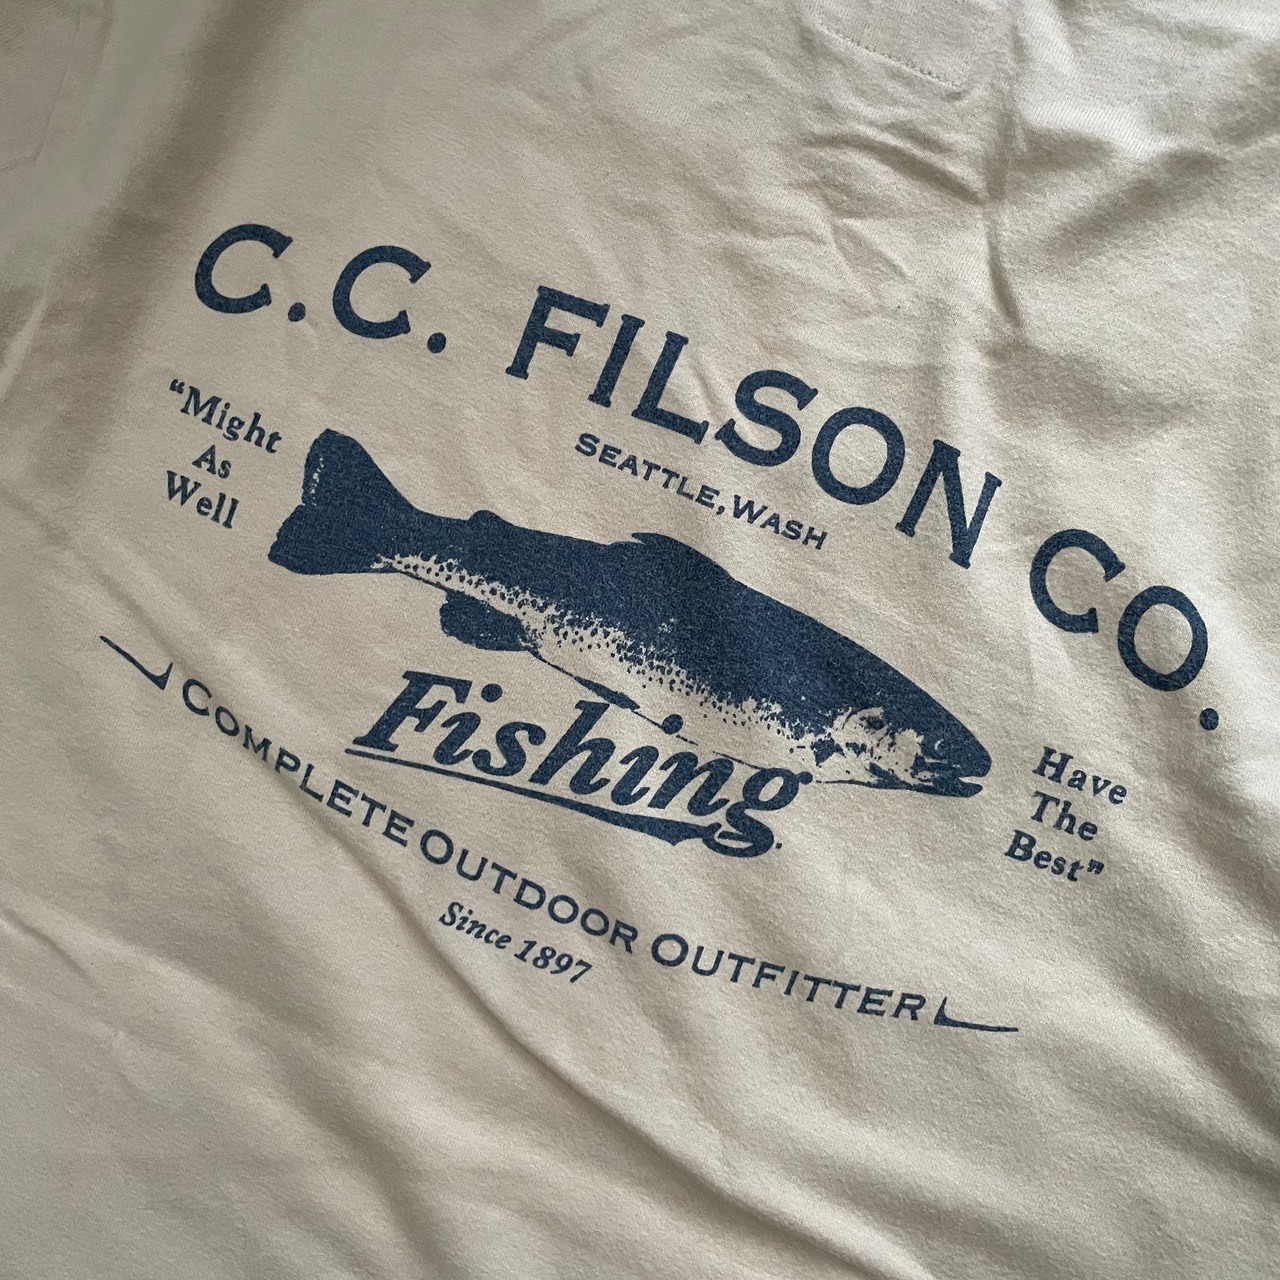 C.C. FILSON CO.
SEATTLE, WASH
"Might
As
Well
Have
The
Best"
Fishing
COMPLETE OUTDOOR OUTFITTER
Since 1897